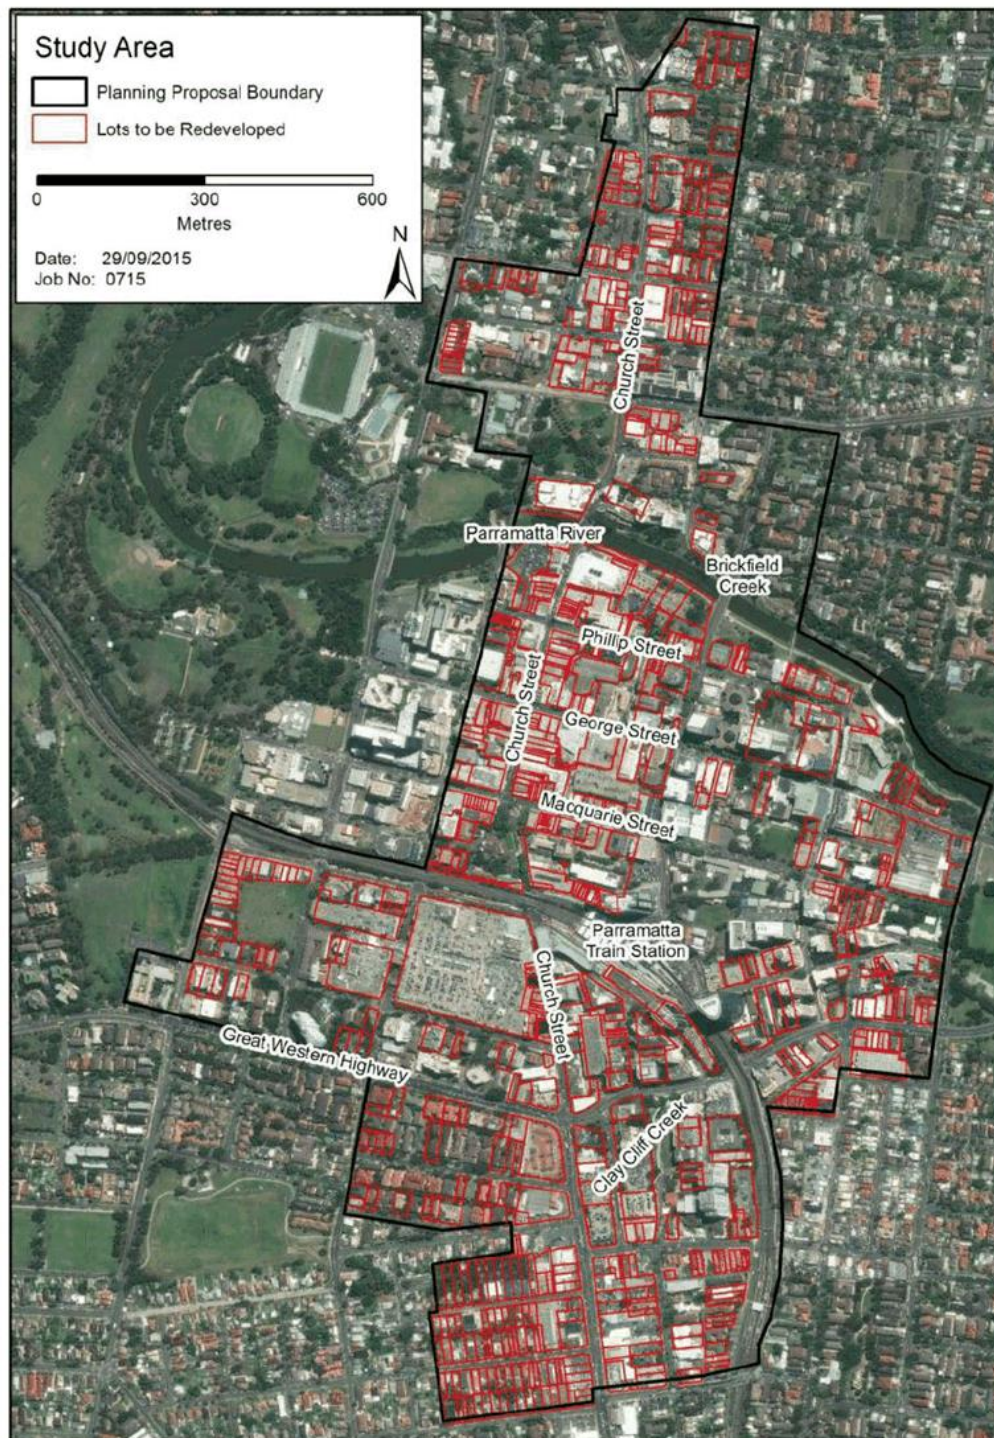 Study Area
Planning Proposal Boundary
Lots to be Redeveloped
0 300 600
Metres
N
Date: 29/09/2015
Job No: 0715
Church Street
Parramatta River
Brickfield
Creek
Phillip Street
Church Street
George Street
Macquarie Street
Parramatta
Train Station
Church Street
Great Western Highway
Clay Cliff Creek